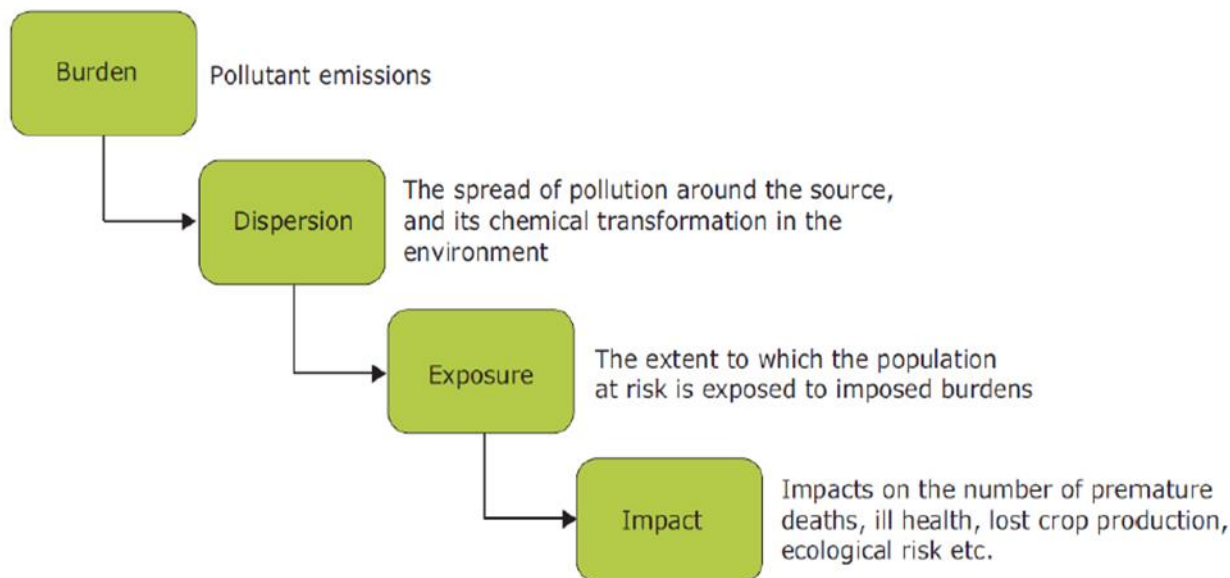 Burden
Pollutant emissions
Dispersion
The spread of pollution around the source,
and its chemical transformation in the
environment
Exposure
The extent to which the population
at risk is exposed to imposed burdens
Impact
Impacts on the number of premature
deaths, ill health, lost crop production,
ecological risk etc.